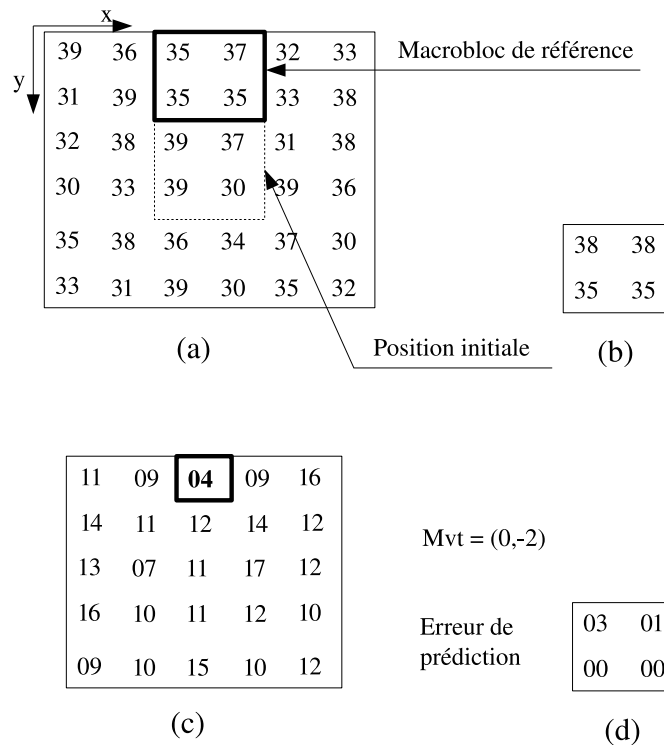 x
y
39 36 35 37 32 33
31 39 35 35 33 38
32 38 39 37 31 38
30 33 39 30 39 36
35 38 36 34 37 30
33 31 39 30 35 32
Macrobloc de référence
Position initiale
(a)
38 38
35 35
(b)
11 09 04 09 16
14 11 12 14 12
13 07 11 17 12
16 10 11 12 10
09 10 15 10 12
(c)
Mvt = (0,-2)
Erreur de
prédiction
03 01
00 00
(d)